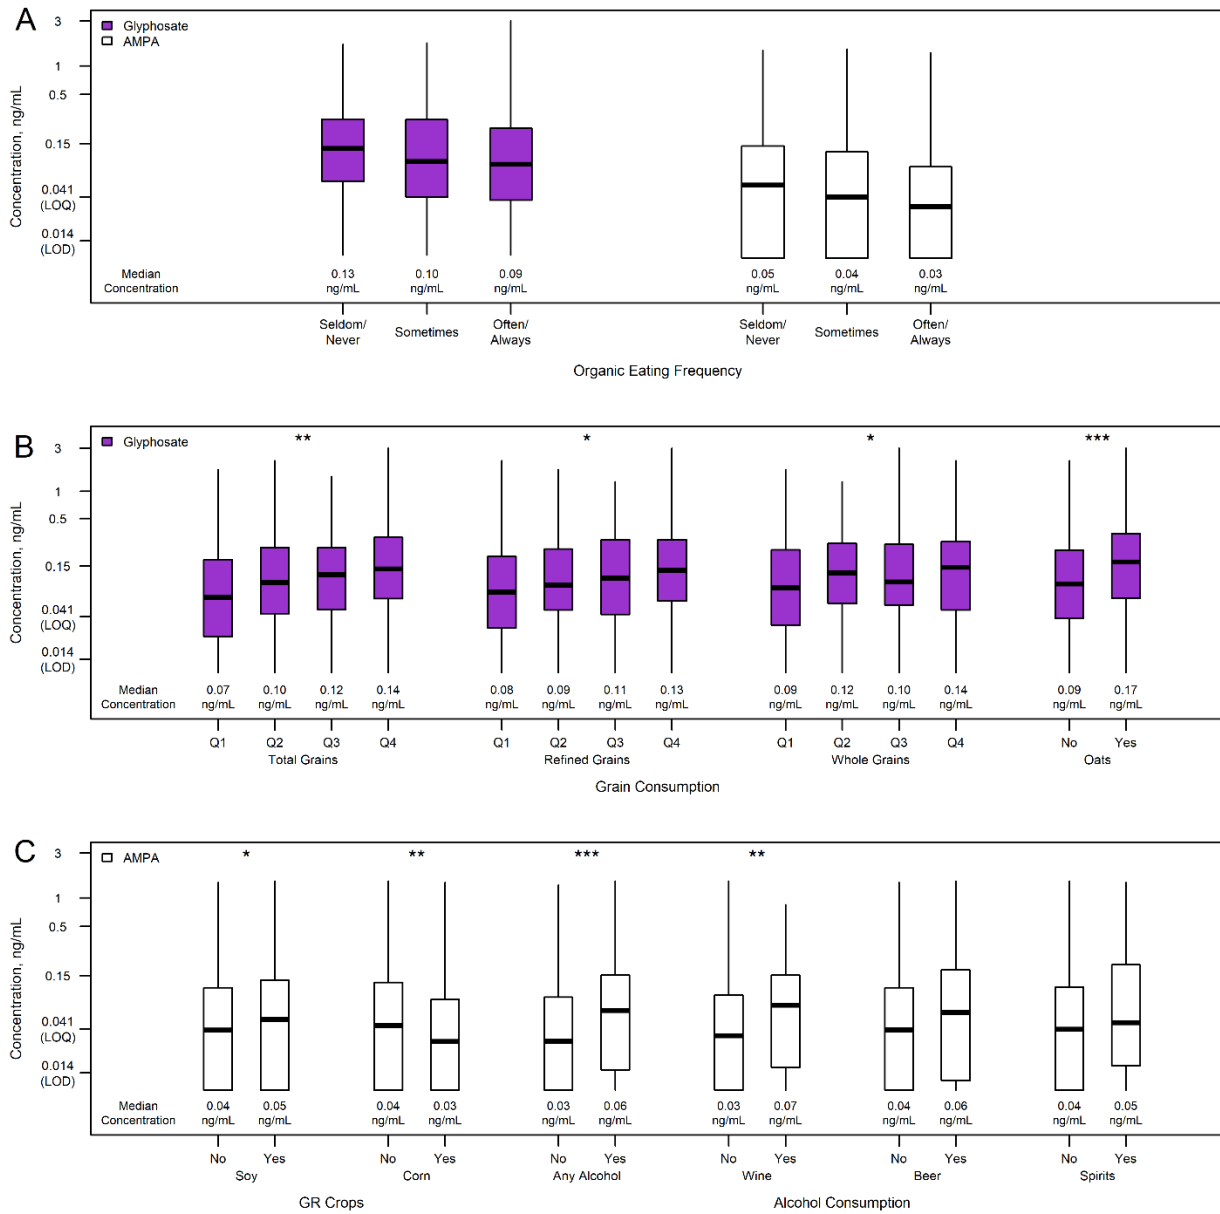 A
Glyphosate
AMPA
3
1
0.5
0.15
0.041
(LOQ)
0.014
(LOD)
Concentration, ng/mL
Median
Concentration
0.13 0.10 0.09 0.05 0.04 0.03
ng/mL ng/mL ng/mL ng/mL ng/mL ng/mL
Seldom/ Sometimes Often/ Seldom/ Sometimes Often/
Never Always Never Always
Organic Eating Frequency
B
Glyphosate
** * * ***
3
1
0.5
0.15
0.041
(LOQ)
0.014
(LOD)
Concentration, ng/mL
Median
Concentration
0.07 0.10 0.12 0.14 0.08 0.09 0.11 0.13 0.09 0.12 0.10 0.14 0.09 0.17
ng/mL ng/mL ng/mL ng/mL ng/mL ng/mL ng/mL ng/mL ng/mL ng/mL ng/mL ng/mL ng/mL ng/mL
Q1 Q2 Q3 Q4 Q1 Q2 Q3 Q4 Q1 Q2 Q3 Q4 No Yes
Total Grains Refined Grains Whole Grains Oats
Grain Consumption
C
AMPA
* ** *** **
3
1
0.5
0.15
0.041
(LOQ)
0.014
(LOD)
Concentration, ng/mL
Median
Concentration
0.04 0.05 0.04 0.03 0.03 0.06 0.03 0.07 0.04 0.06 0.04 0.05
ng/mL ng/mL ng/mL ng/mL ng/mL ng/mL ng/mL ng/mL ng/mL ng/mL ng/mL ng/mL
No Yes No Yes No Yes No Yes No Yes No Yes
Soy Corn Any Alcohol Wine Beer Spirits
GR Crops Alcohol Consumption